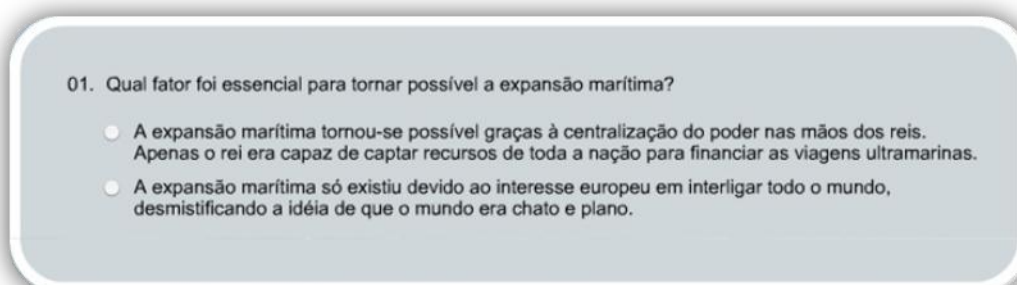 01. Qual fator foi essencial para tornar possível a expansão marítima?
A expansão marítima tornou-se possível graças à centralização do poder nas mãos dos reis.
Apenas o rei era capaz de captar recursos de toda a nação para financiar as viagens ultramarinas.
A expansão marítima só existiu devido ao interesse europeu em interligar todo o mundo,
desmistificando a idéia de que o mundo era chato e plano.